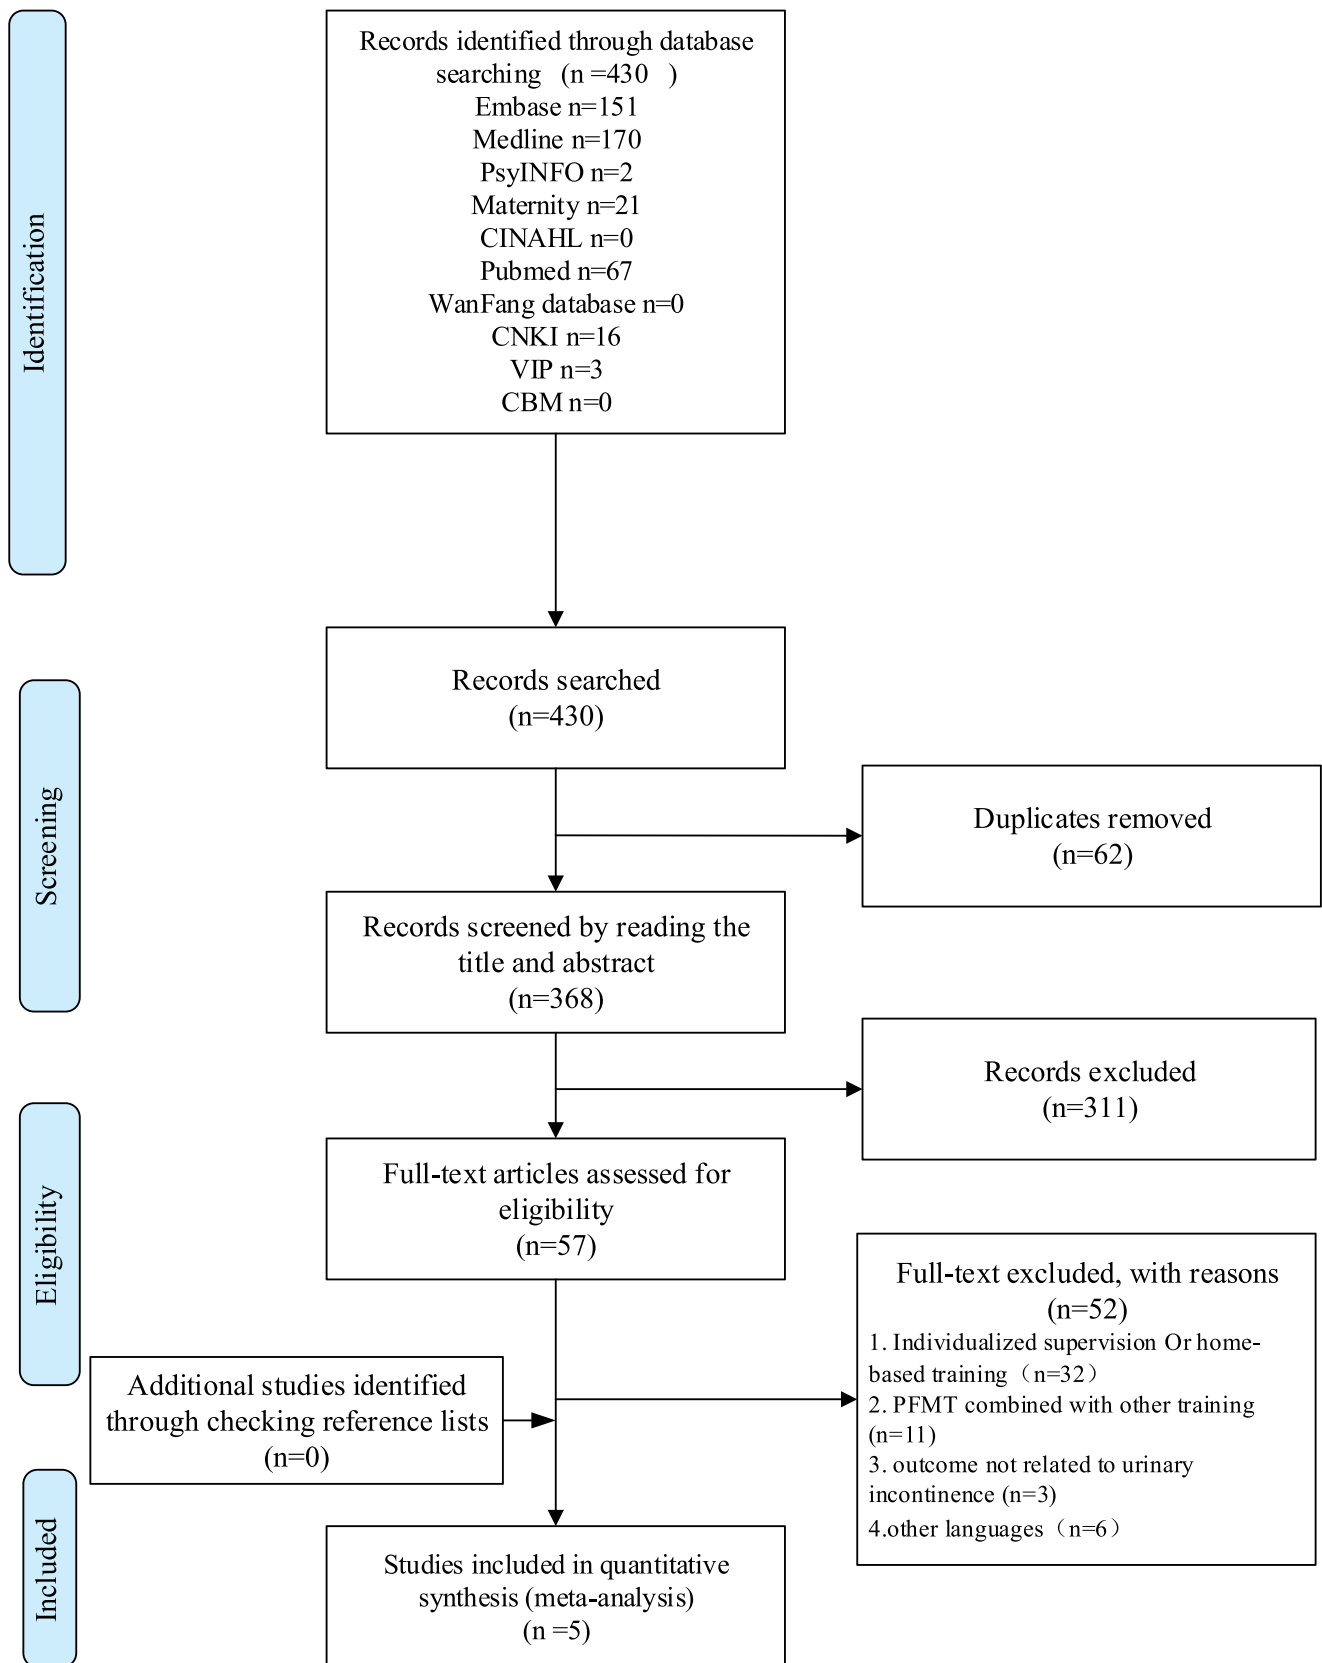 Identification
Records identified through database
searching (n =430 )
Embase n=151
Medline n=170
PsyINFO n=2
Maternity n=21
CINAHL n=0
Pubmed n=67
WanFang database n=0
CNKI n=16
VIP n=3
CBM n=0
Screening
Records searched
(n=430)
Duplicates removed
(n=62)
Records screened by reading the
title and abstract
(n=368)
Records excluded
(n=311)
Eligibility
Full-text articles assessed for
eligibility
(n=57)
Full-text excluded, with reasons
(n=52)
1. Individualized supervision Or home-
based training（n=32）
2. PFMT combined with other training
(n=11)
3. outcome not related to urinary
incontinence (n=3)
4.other languages（n=6）
Additional studies identified
through checking reference lists
(n=0)
Included
Studies included in quantitative
synthesis (meta-analysis)
(n =5)